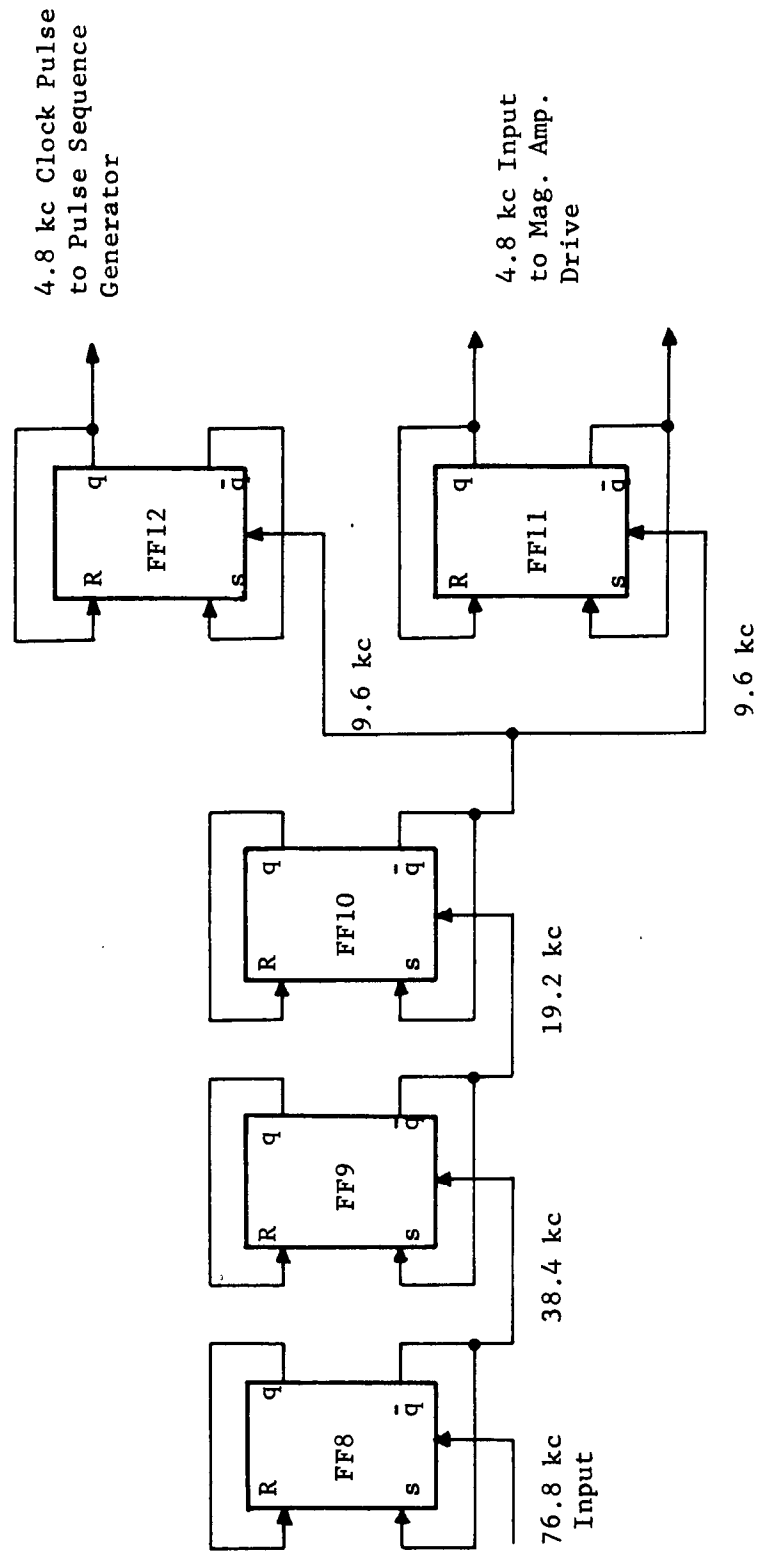 4.8 kc Clock Pulse
to Pulse Sequence
Generator
R
q
FF12
s
q̄
9.6 kc
4.8 kc Input
to Mag. Amp.
Drive
R
q
FF11
s
q̄
9.6 kc
R
q
FF8
s
q̄
76.8 kc
Input
R
q
FF9
s
q̄
38.4 kc
R
q
FF10
s
q̄
19.2 kc